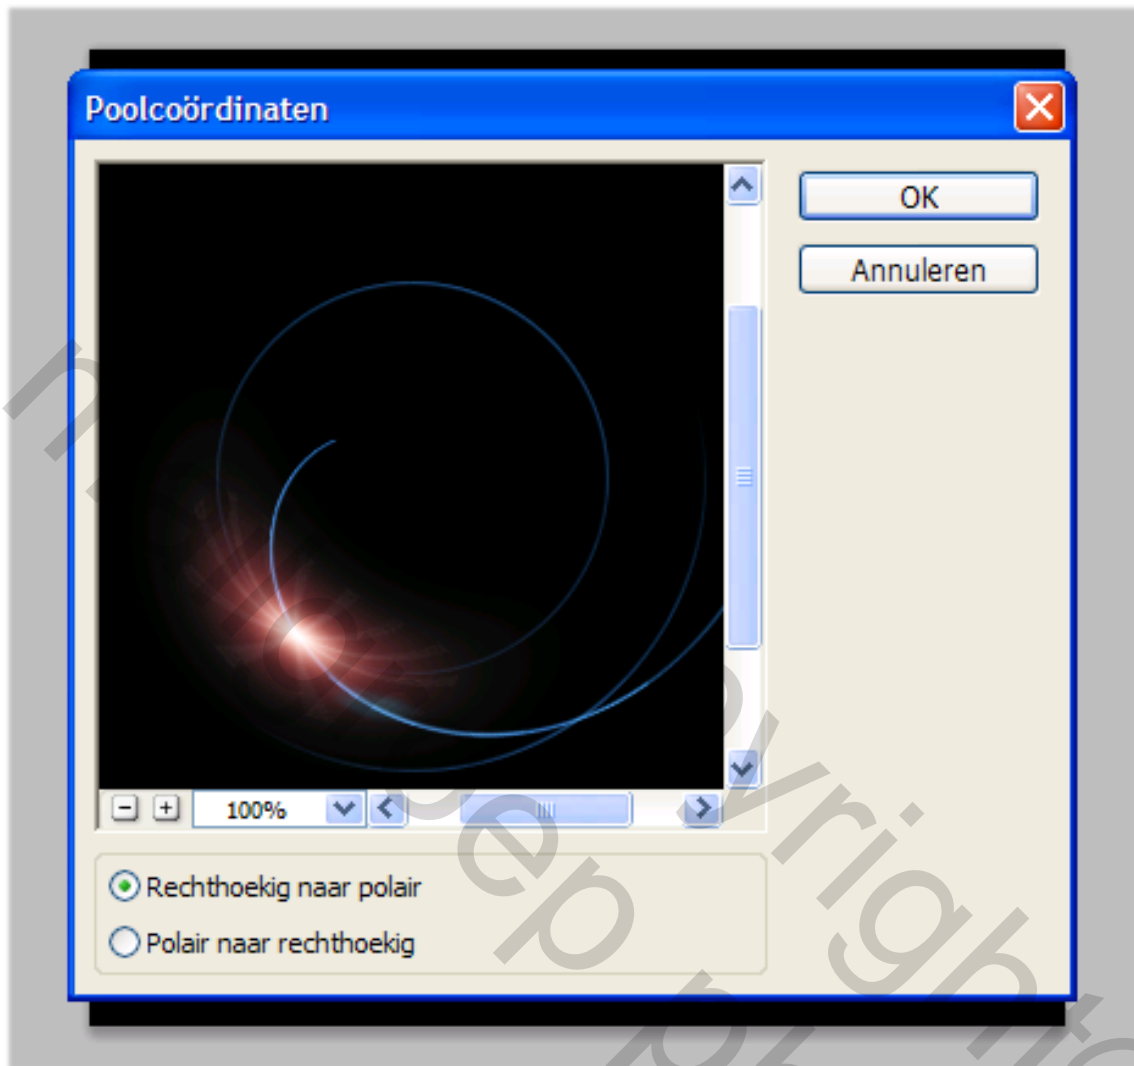 Poolcoördinaten
OK
Annuleren
100%
Rechthoekig naar polair
Polair naar rechthoekig